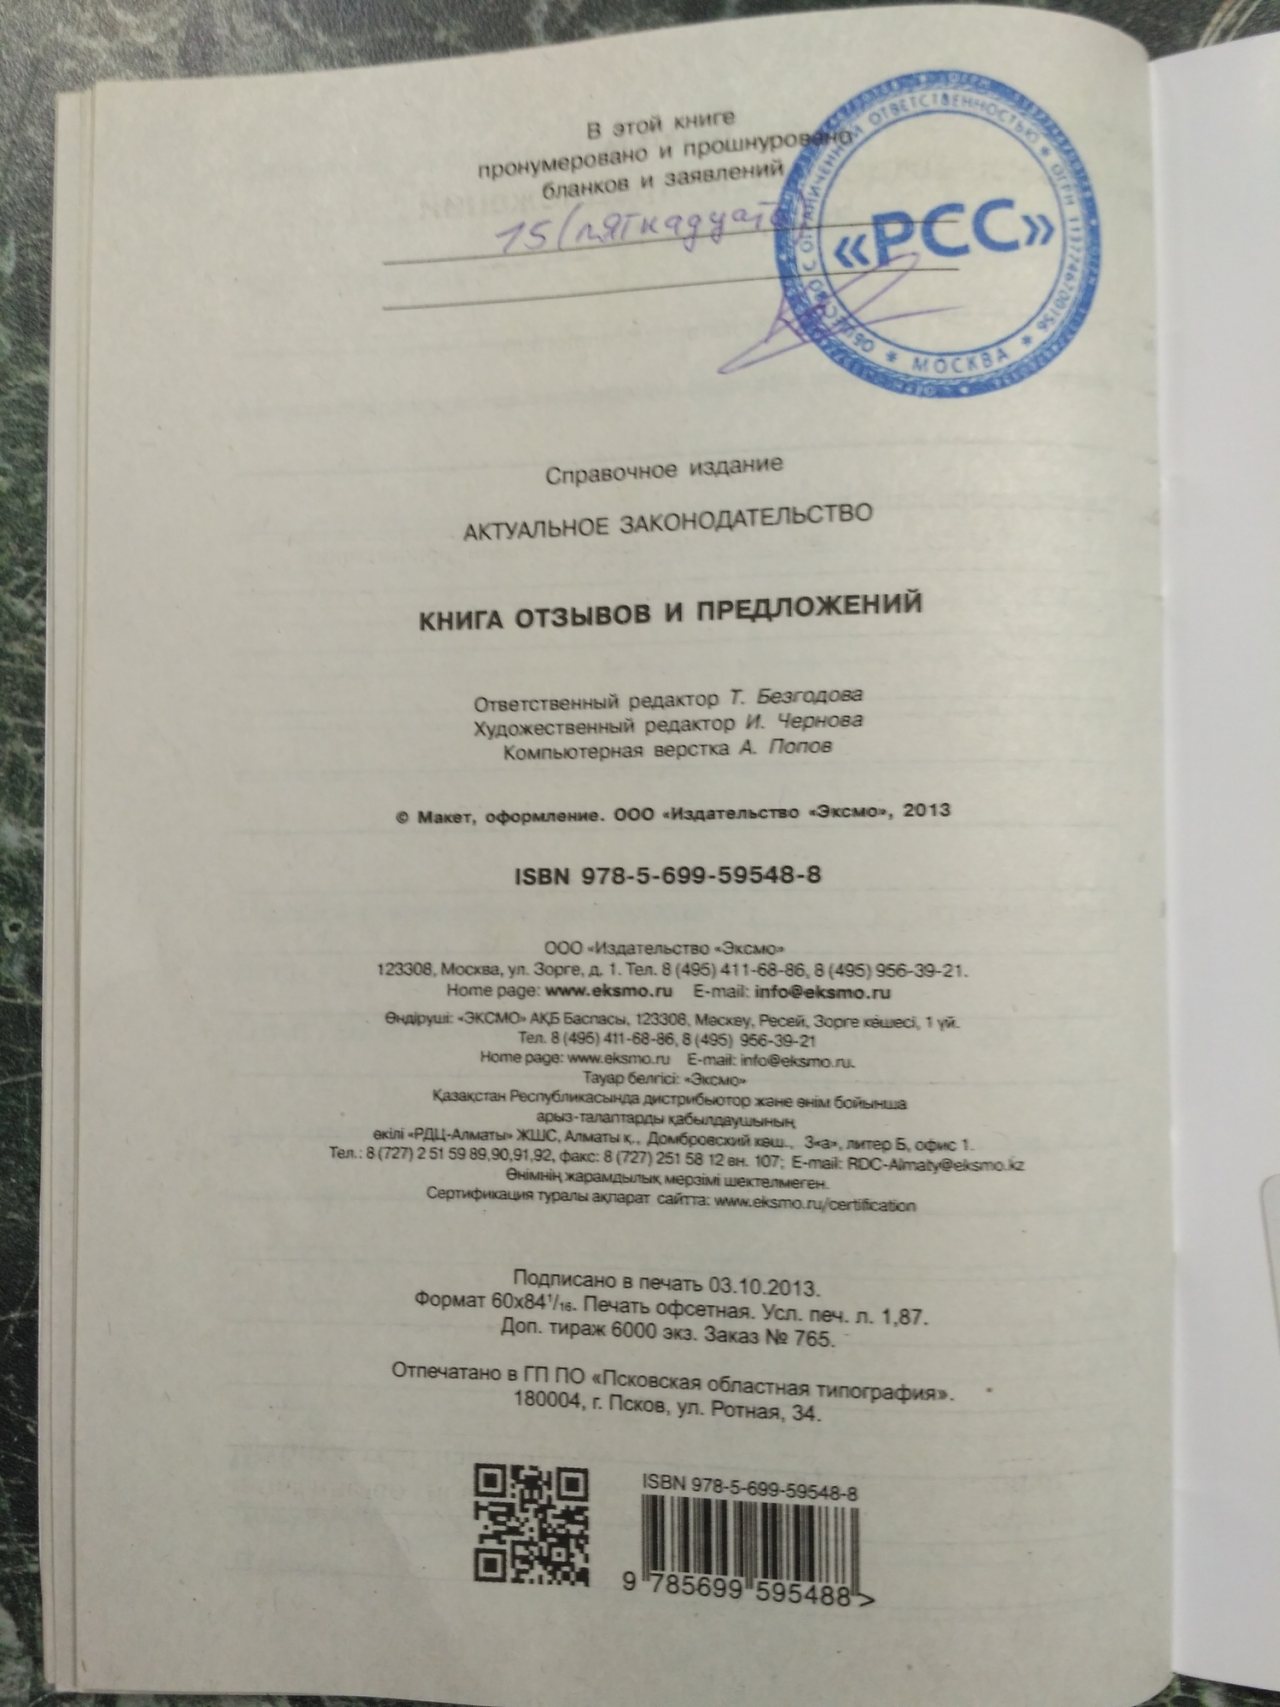 В этой книге
пронумеровано и прошнуровано
бланков и заявлений
15 (пятнадцать
ОБЩЕСТВО С ОГРАНИЧЕННОЙ ОТВЕТСТВЕННОСТЬЮ * ОГРН 1137746700156 * МОСКВА *
«РСС»
Справочное издание
АКТУАЛЬНОЕ ЗАКОНОДАТЕЛЬСТВО
КНИГА ОТЗЫВОВ И ПРЕДЛОЖЕНИЙ
Ответственный редактор Т. Безгодова
Художественный редактор И. Чернова
Компьютерная верстка А. Попов
© Макет, оформление. ООО «Издательство «Эксмо», 2013
ISBN 978-5-699-59548-8
ООО «Издательство «Эксмо»
123308, Москва, ул. Зорге, д. 1. Тел. 8 (495) 411-68-86, 8 (495) 956-39-21.
Home page: www.eksmo.ru E-mail: info@eksmo.ru
Өндіруші: «ЭКСМО» АҚБ Баспасы, 123308, Мәскеу, Ресей, Зорге көшесі, 1 үй.
Тел. 8 (495) 411-68-86, 8 (495) 956-39-21
Home page: www.eksmo.ru E-mail: info@eksmo.ru.
Тауар белгісі: «Эксмо»
Қазақстан Республикасында дистрибьютор және өнім бойынша
арыз-талаптарды қабылдаушының
өкілі «РДЦ-Алматы» ЖШС, Алматы қ., Домбровский көш., 3«а», литер Б, офис 1.
Тел.: 8 (727) 2 51 59 89,90,91,92, факс: 8 (727) 251 58 12 вн. 107; E-mail: RDC-Almaty@eksmo.kz
Өнімнің жарамдылық мерзімі шектелмеген.
Сертификация туралы ақпарат сайтта: www.eksmo.ru/certification
Подписано в печать 03.10.2013.
Формат 60х84¹/₁₆. Печать офсетная. Усл. печ. л. 1,87.
Доп. тираж 6000 экз. Заказ № 765.
Отпечатано в ГП ПО «Псковская областная типография».
180004, г. Псков, ул. Ротная, 34.
ISBN 978-5-699-59548-8
9 785699 595488 >